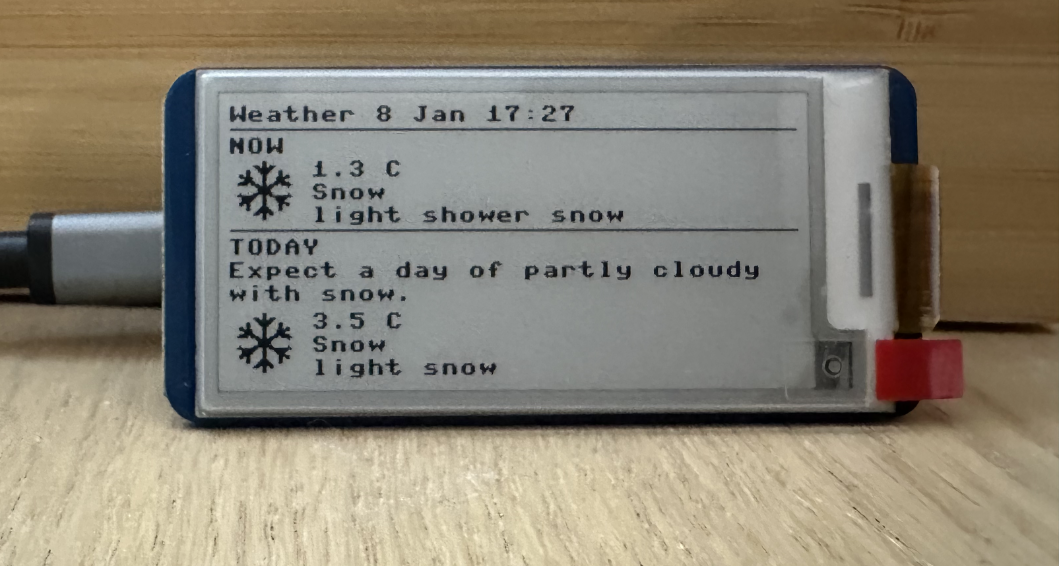 Weather 8 Jan 17:27
NOW
1.3 C
Snow
light shower snow
TODAY
Expect a day of partly cloudy
with snow.
3.5 C
Snow
light snow